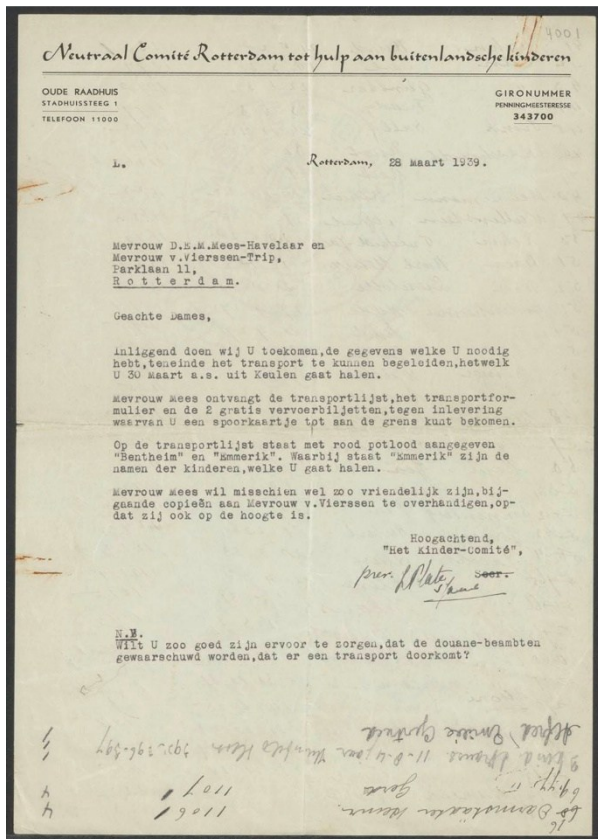 4001
Neutraal Comité Rotterdam tot hulp aan buitenlandsche kinderen
OUDE RAADHUIS
STADHUISSTEEG 1
TELEFOON 11000
GIRONUMMER
PENNINGMEESTERESSE
343700
L.
Rotterdam, 28 Maart 1939.
Mevrouw D.E.M.Mees-Havelaar en
Mevrouw v.Vierssen-Trip,
Parklaan 11,
Rotterdam.
Geachte Dames,
Inliggend doen wij U toekomen,de gegevens welke U noodig
hebt,teneinde het transport te kunnen begeleiden,hetwelk
U 30 Maart a.s. uit Keulen gaat halen.
Mevrouw Mees ontvangt de transportlijst,het transportfor-
mulier en de 2 gratis vervoerbiljetten,tegen inlevering
waarvan U een spoorkaartje tot aan de grens kunt bekomen.
Op de transportlijst staat met rood potlood aangegeven
"Bentheim" en "Emmerik". Waarbij staat "Emmerik" zijn de
namen der kinderen,welke U gaat halen.
Mevrouw Mees wil misschien wel zoo vriendelijk zijn,bij-
gaande copieën aan Mevrouw v.Vierssen te overhandigen,op-
dat zij ook op de hoogte is.
Hoogachtend,
"Het Kinder-Comité",
Secr.
N.B.
Wilt U zoo goed zijn ervoor te zorgen,dat de douane-beambten
gewaarschuwd worden,dat er een transport doorkomt?
Alfred
11061